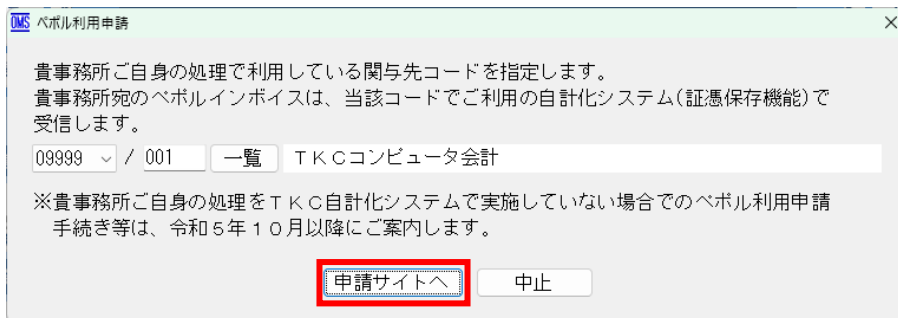 OMS ペポル利用申請
貴事務所ご自身の処理で利用している関与先コードを指定します。
貴事務所宛のペポルインボイスは、当該コードでご利用の自計化システム(証憑保存機能)で
受信します。
09999 / 001 一覧 ＴＫＣコンピュータ会計
※貴事務所ご自身の処理をＴＫＣ自計化システムで実施していない場合でのペポル利用申請
手続き等は、令和５年１０月以降にご案内します。
申請サイトへ 中止